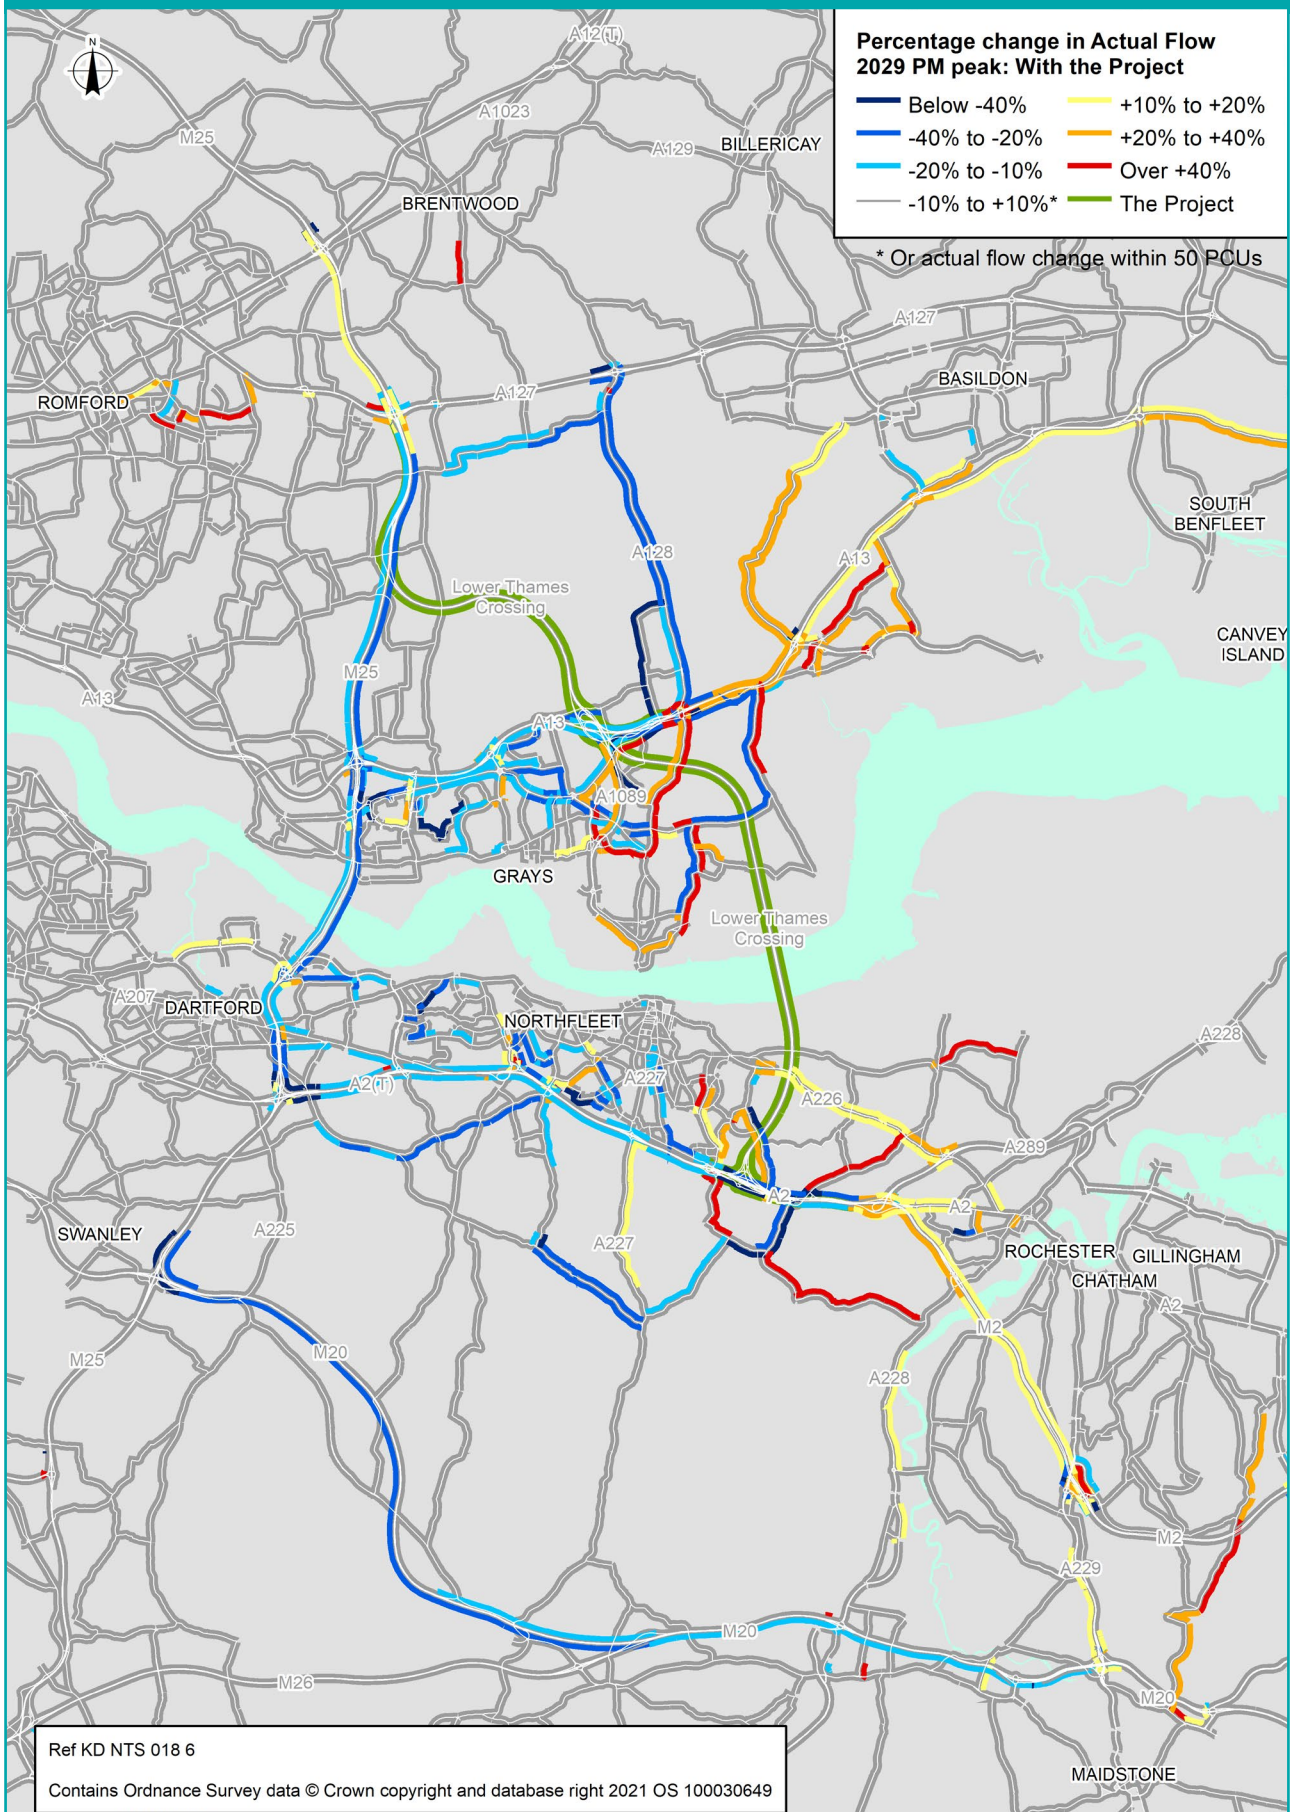 N
Percentage change in Actual Flow
2029 PM peak: With the Project
Below -40%
-40% to -20%
-20% to -10%
-10% to +10%*
+10% to +20%
+20% to +40%
Over +40%
The Project
* Or actual flow change within 50 PCUs
A12(T)
A1023
M25
A129
BILLERICAY
BRENTWOOD
A127
BASILDON
A127
ROMFORD
SOUTH
BENFLEET
A128
A13
Lower Thames
Crossing
CANVEY
ISLAND
M25
A13
A13
A1089
GRAYS
Lower Thames
Crossing
A207
DARTFORD
NORTHFLEET
A228
A2(T)
A227
A226
A289
A2
A2
SWANLEY
A225
A227
ROCHESTER
GILLINGHAM
CHATHAM
A2
M2
M25
M20
A228
M2
A229
M20
M26
M20
MAIDSTONE
Ref KD NTS 018 6
Contains Ordnance Survey data © Crown copyright and database right 2021 OS 100030649